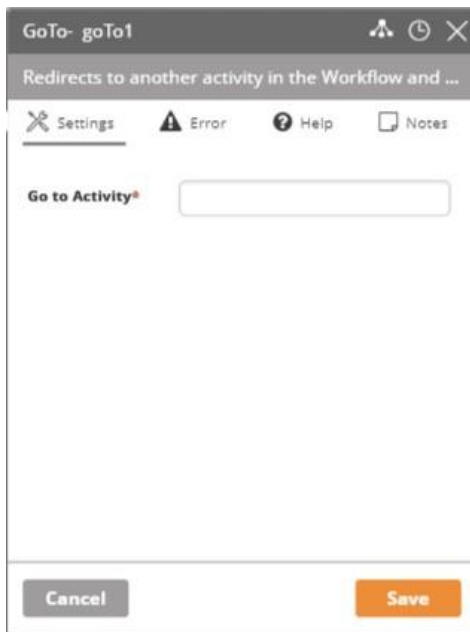 GoTo- goTo1
Redirects to another activity in the Workflow and ...
Settings Error Help Notes
Go to Activity*
Cancel Save